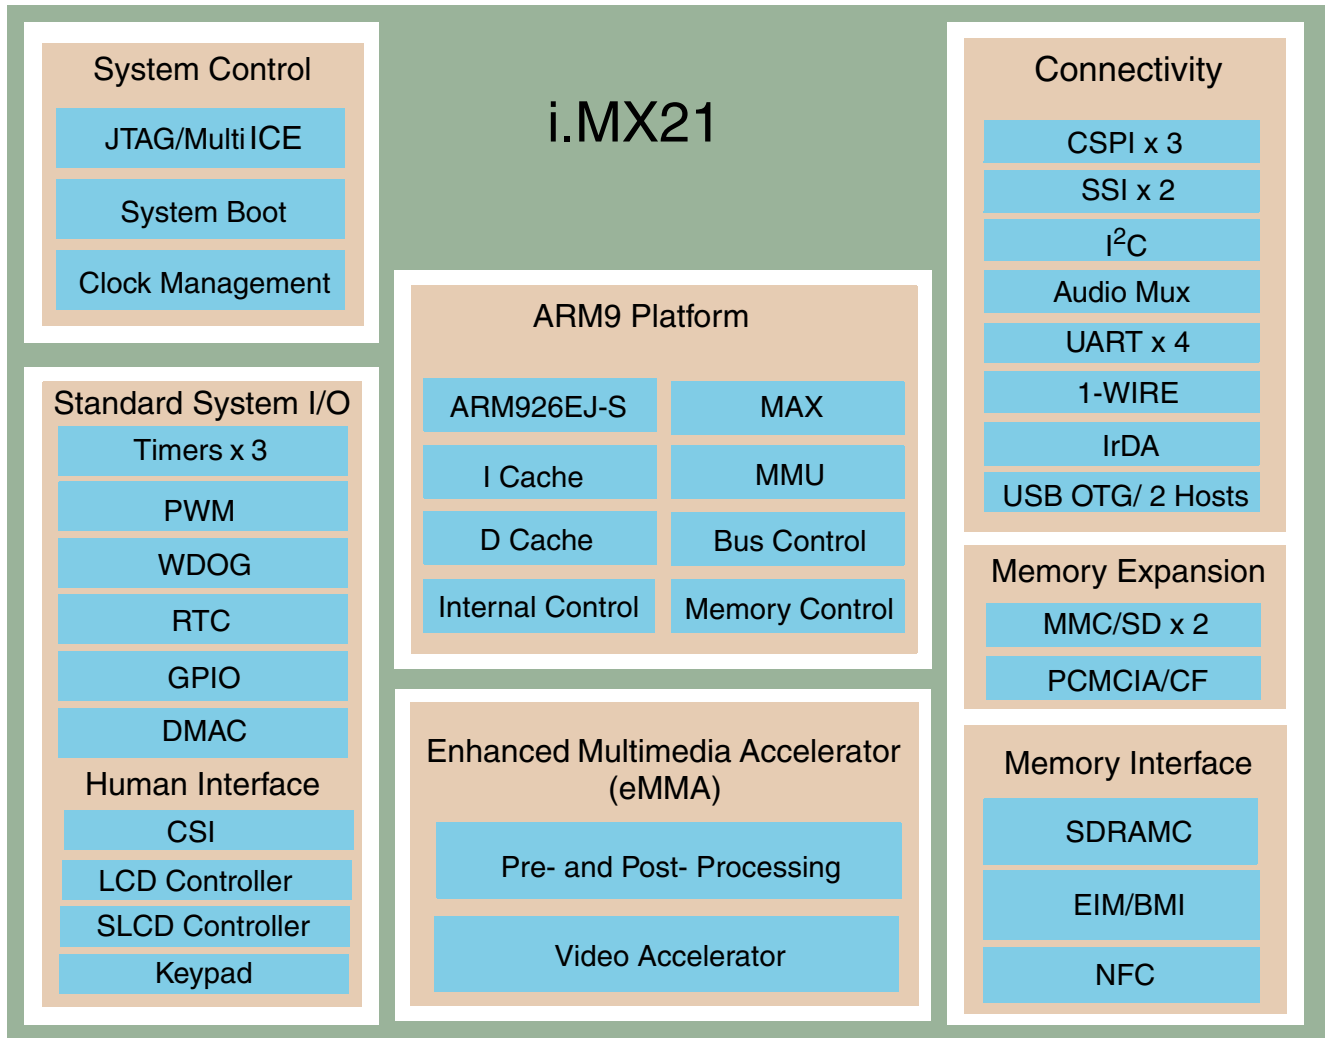 i.MX21
System Control
JTAG/Multi ICE
System Boot
Clock Management
Standard System I/O
Timers x 3
PWM
WDOG
RTC
GPIO
DMAC
Human Interface
CSI
LCD Controller
SLCD Controller
Keypad
ARM9 Platform
ARM926EJ-S
MAX
I Cache
MMU
D Cache
Bus Control
Internal Control
Memory Control
Enhanced Multimedia Accelerator
(eMMA)
Pre- and Post- Processing
Video Accelerator
Connectivity
CSPI x 3
SSI x 2
I²C
Audio Mux
UART x 4
1-WIRE
IrDA
USB OTG/ 2 Hosts
Memory Expansion
MMC/SD x 2
PCMCIA/CF
Memory Interface
SDRAMC
EIM/BMI
NFC